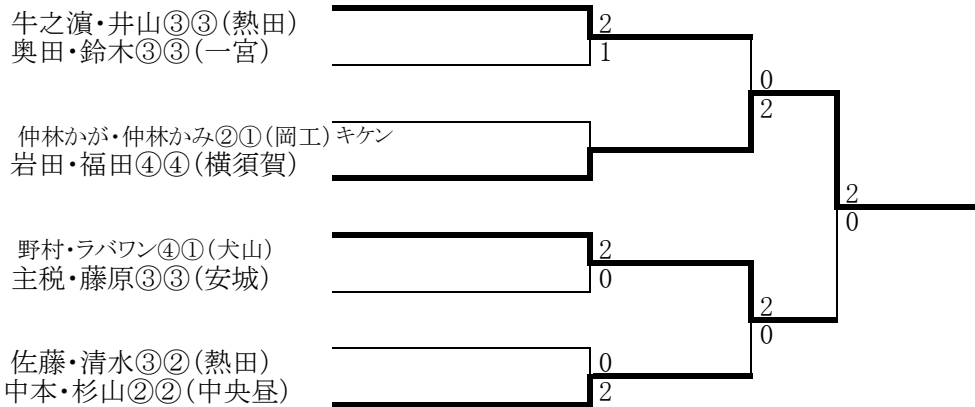 牛之濵・井山③③(熱田)
2
奥田・鈴木③③(一宮)
1
0
2
仲林かが・仲林かみ②①(岡工)キケン
岩田・福田④④(横須賀)
2
0
野村・ラバワン④①(犬山)
2
主税・藤原③③(安城)
0
2
0
佐藤・清水③②(熱田)
0
中本・杉山②②(中央昼)
2